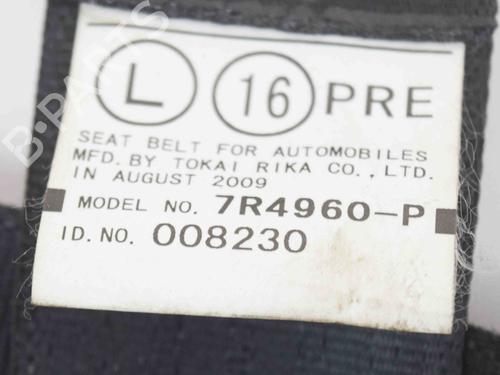 L 16 PRE
SEAT BELT FOR AUTOMOBILES
MFD. BY TOKAI RIKA CO., LTD.
IN AUGUST 2009
MODEL NO. 7R4960-P
ID. NO. 008230
B-PARTS